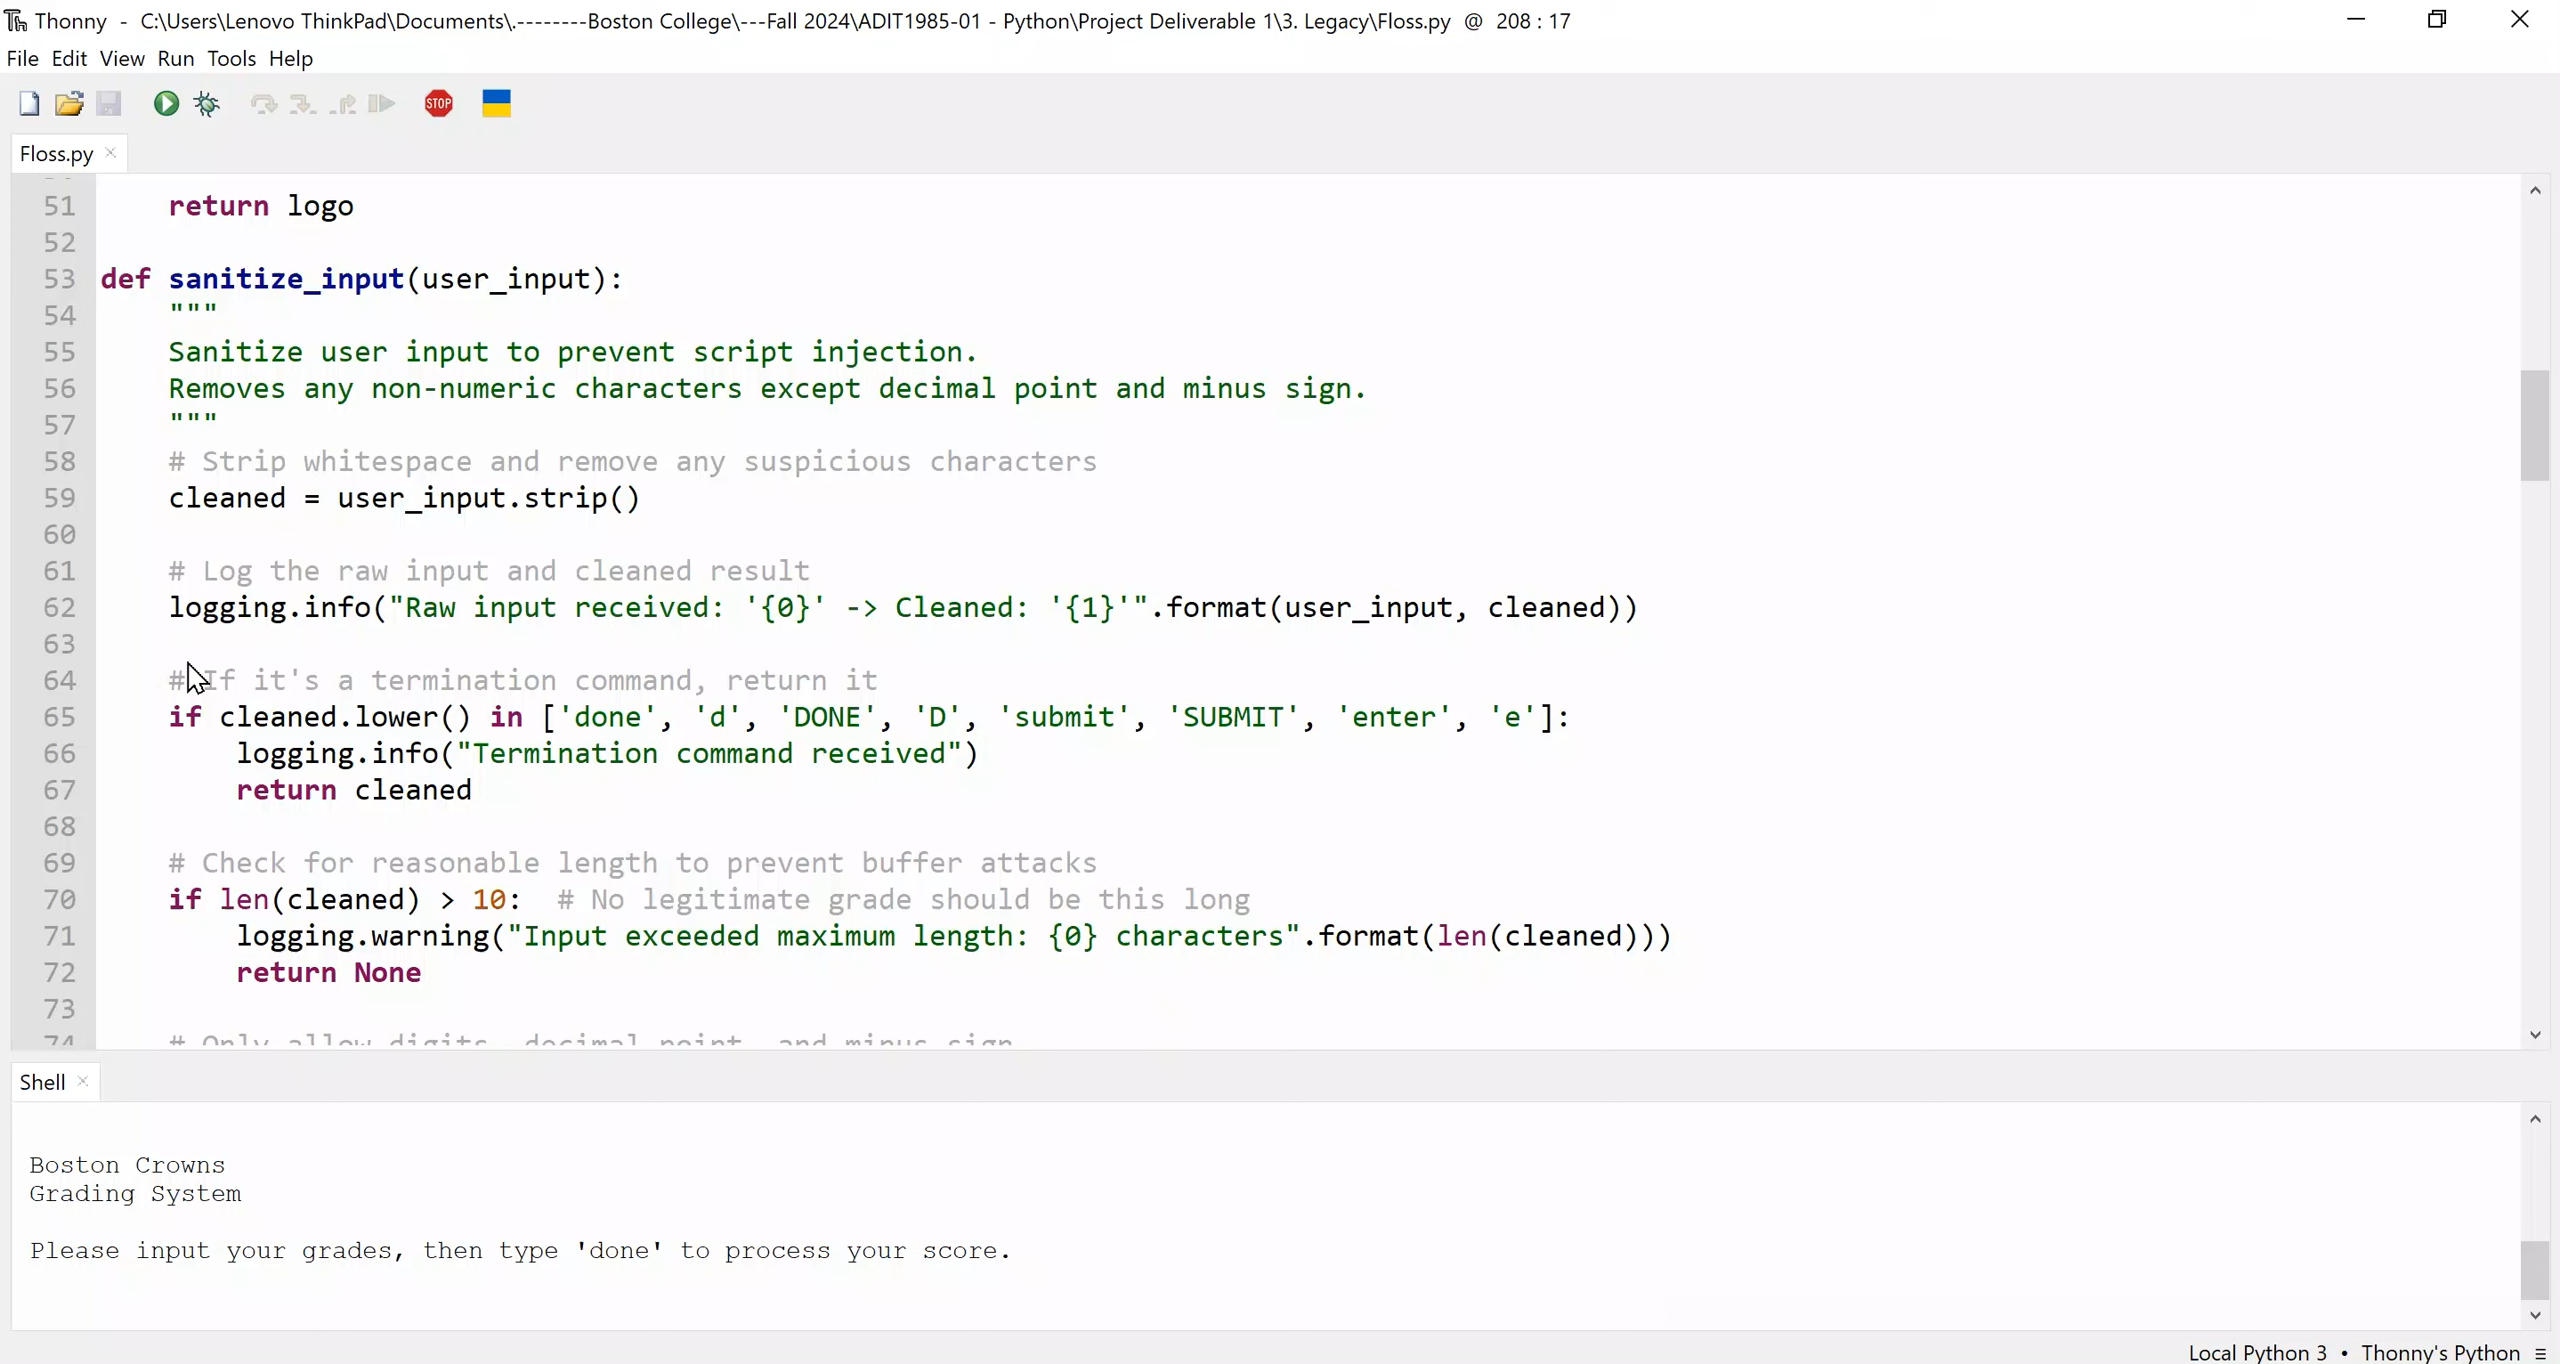 Thonny - C:\Users\Lenovo ThinkPad\Documents\.--------Boston College\---Fall 2024\ADIT1985-01 - Python\Project Deliverable 1\3. Legacy\Floss.py @ 208 : 17
File Edit View Run Tools Help
STOP
Floss.py
51     return logo
52
53 def sanitize_input(user_input):
54     """
55     Sanitize user input to prevent script injection.
56     Removes any non-numeric characters except decimal point and minus sign.
57     """
58     # Strip whitespace and remove any suspicious characters
59     cleaned = user_input.strip()
60
61     # Log the raw input and cleaned result
62     logging.info("Raw input received: '{0}' -> Cleaned: '{1}'".format(user_input, cleaned))
63
64     # If it's a termination command, return it
65     if cleaned.lower() in ['done', 'd', 'DONE', 'D', 'submit', 'SUBMIT', 'enter', 'e']:
66         logging.info("Termination command received")
67         return cleaned
68
69     # Check for reasonable length to prevent buffer attacks
70     if len(cleaned) > 10:  # No legitimate grade should be this long
71         logging.warning("Input exceeded maximum length: {0} characters".format(len(cleaned)))
72         return None
73
74     # Only allow digits, decimal point, and minus sign
Shell
Boston Crowns
Grading System
Please input your grades, then type 'done' to process your score.
Local Python 3 • Thonny's Python ≡